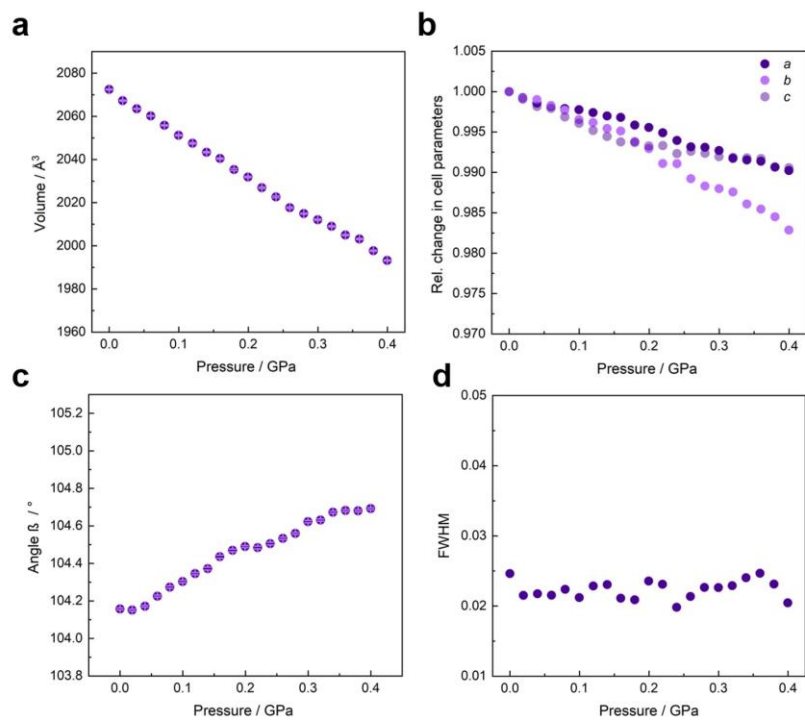 a
2080
2060
2040
2020
2000
1980
1960
Volume / Å³
0.0 0.1 0.2 0.3 0.4
Pressure / GPa
b
1.005
1.000
0.995
0.990
0.985
0.980
0.975
0.970
Rel. change in cell parameters
a
b
c
0.0 0.1 0.2 0.3 0.4
Pressure / GPa
c
105.2
105.0
104.8
104.6
104.4
104.2
104.0
103.8
Angle ß / °
0.0 0.1 0.2 0.3 0.4
Pressure / GPa
d
0.05
0.04
0.03
0.02
0.01
FWHM
0.0 0.1 0.2 0.3 0.4
Pressure / GPa